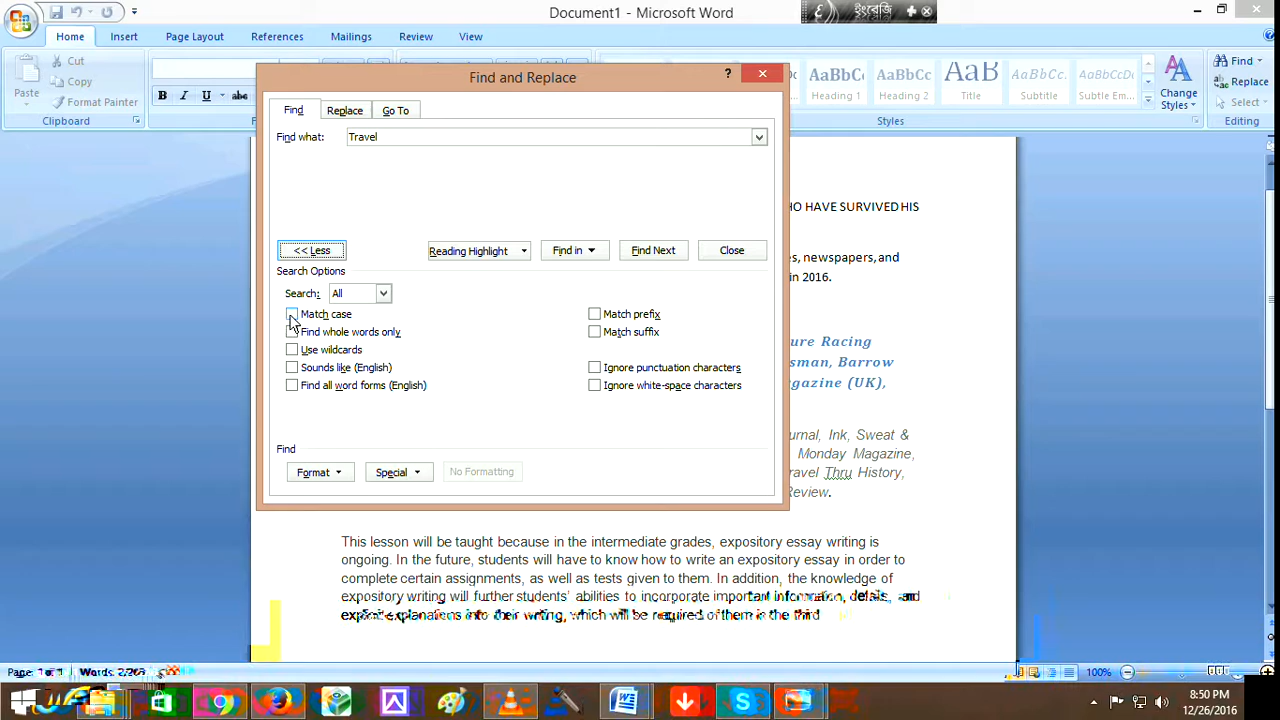 Document1 - Microsoft Word
ইংরেজি
Home Insert Page Layout References Mailings Review View
Cut
Copy
Format Painter
Paste
Clipboard
B I U abc
AaBbC AaBbCc AaB AaBbCc AaBbCcDc
Heading 1 Heading 2 Title Subtitle Subtle Em...
Change Styles
Styles
Find
Replace
Select
Editing
Find and Replace
?
Find Replace Go To
Find what: Travel
<< Less Reading Highlight Find in Find Next Close
Search Options
Search: All
Match case Match prefix
Find whole words only Match suffix
Use wildcards
Sounds like (English) Ignore punctuation characters
Find all word forms (English) Ignore white-space characters
Find
Format Special No Formatting
HO HAVE SURVIVED HIS
es, newspapers, and
in 2016.
ure Racing
sman, Barrow
gazine (UK),
urnal, Ink, Sweat &
Monday Magazine,
ravel Thru History,
Review.
This lesson will be taught because in the intermediate grades, expository essay writing is
ongoing. In the future, students will have to know how to write an expository essay in order to
complete certain assignments, as well as tests given to them. In addition, the knowledge of
expository writing will further students' abilities to incorporate important information, details, and
explicit explanations into their writing, which will be required of them in the third
100%
8:50 PM
12/26/2016